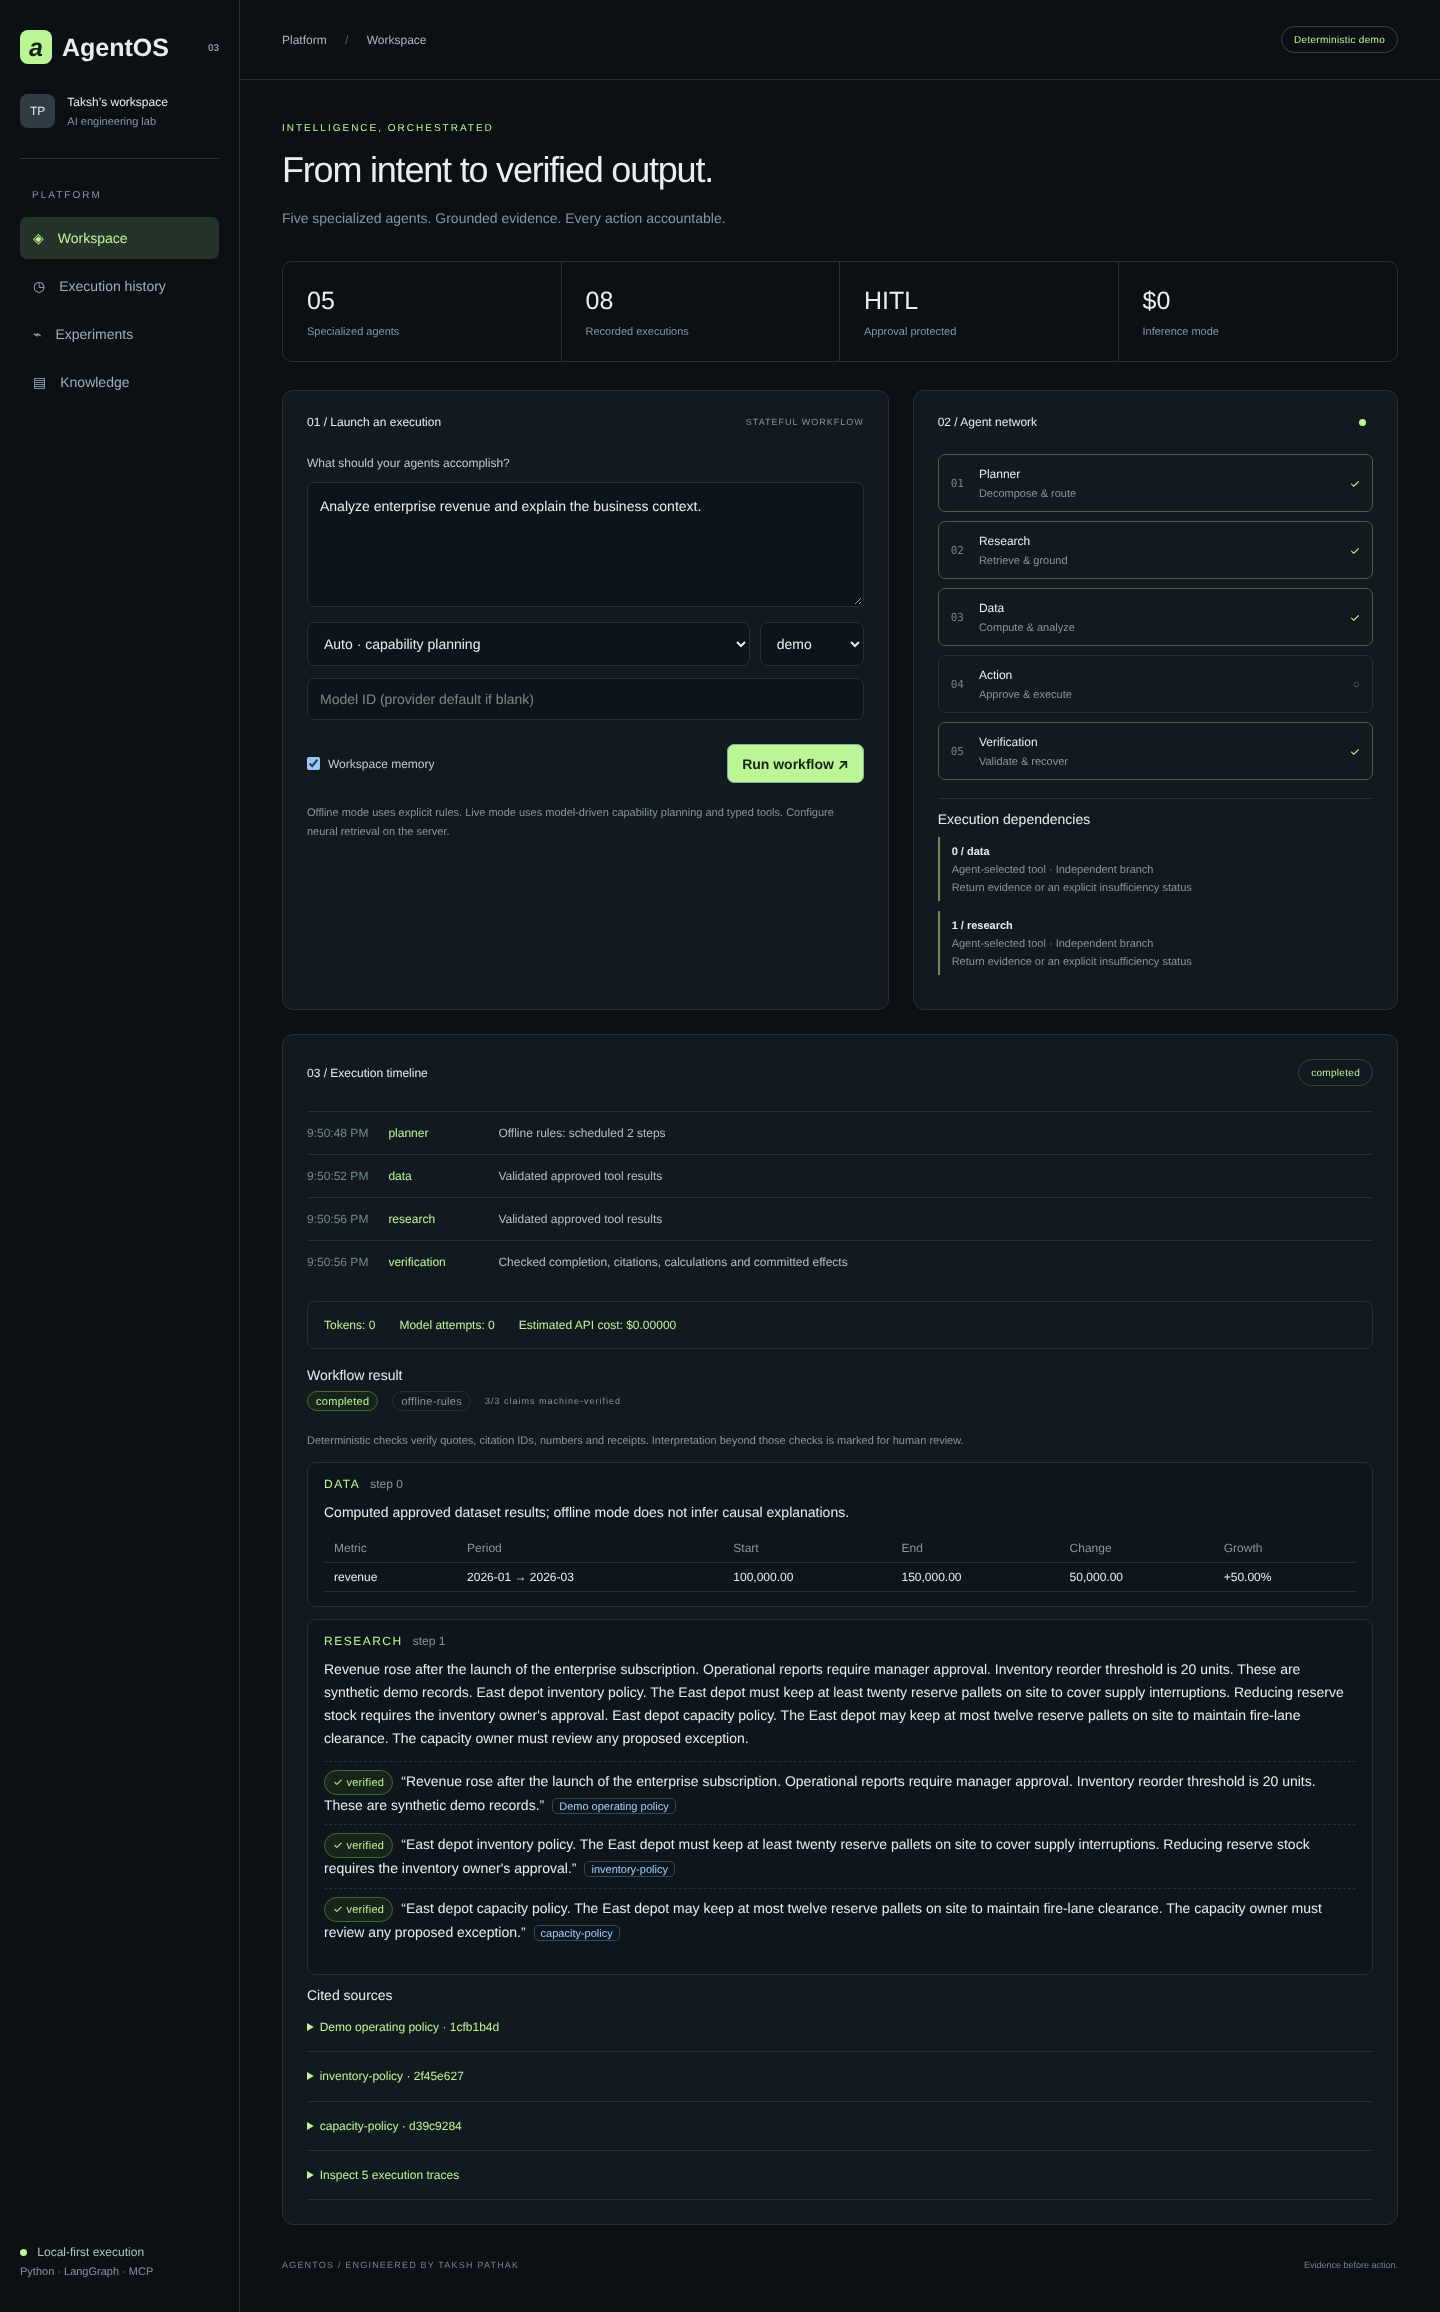 a AgentOS 03
TP
Taksh's workspace
AI engineering lab
PLATFORM
◈ Workspace
◷ Execution history
⌁ Experiments
▤ Knowledge
Local-first execution
Python · LangGraph · MCP
Platform / Workspace
Deterministic demo
INTELLIGENCE, ORCHESTRATED
From intent to verified output.
Five specialized agents. Grounded evidence. Every action accountable.
05
Specialized agents
08
Recorded executions
HITL
Approval protected
$0
Inference mode
01 / Launch an execution
STATEFUL WORKFLOW
What should your agents accomplish?
Analyze enterprise revenue and explain the business context.
Auto · capability planning
demo
Model ID (provider default if blank)
Workspace memory
Run workflow ↗
Offline mode uses explicit rules. Live mode uses model-driven capability planning and typed tools. Configure
neural retrieval on the server.
02 / Agent network
01
Planner
Decompose & route
✓
02
Research
Retrieve & ground
✓
03
Data
Compute & analyze
✓
04
Action
Approve & execute
○
05
Verification
Validate & recover
✓
Execution dependencies
0 / data
Agent-selected tool · Independent branch
Return evidence or an explicit insufficiency status
1 / research
Agent-selected tool · Independent branch
Return evidence or an explicit insufficiency status
03 / Execution timeline
completed
9:50:48 PM planner Offline rules: scheduled 2 steps
9:50:52 PM data Validated approved tool results
9:50:56 PM research Validated approved tool results
9:50:56 PM verification Checked completion, citations, calculations and committed effects
Tokens: 0 Model attempts: 0 Estimated API cost: $0.00000
Workflow result
completed offline-rules 3/3 claims machine-verified
Deterministic checks verify quotes, citation IDs, numbers and receipts. Interpretation beyond those checks is marked for human review.
DATA step 0
Computed approved dataset results; offline mode does not infer causal explanations.
Metric Period Start End Change Growth
revenue 2026-01 → 2026-03 100,000.00 150,000.00 50,000.00 +50.00%
RESEARCH step 1
Revenue rose after the launch of the enterprise subscription. Operational reports require manager approval. Inventory reorder threshold is 20 units. These are
synthetic demo records. East depot inventory policy. The East depot must keep at least twenty reserve pallets on site to cover supply interruptions. Reducing reserve
stock requires the inventory owner's approval. East depot capacity policy. The East depot may keep at most twelve reserve pallets on site to maintain fire-lane
clearance. The capacity owner must review any proposed exception.
✓ verified “Revenue rose after the launch of the enterprise subscription. Operational reports require manager approval. Inventory reorder threshold is 20 units.
These are synthetic demo records.” Demo operating policy
✓ verified “East depot inventory policy. The East depot must keep at least twenty reserve pallets on site to cover supply interruptions. Reducing reserve stock
requires the inventory owner's approval.” inventory-policy
✓ verified “East depot capacity policy. The East depot may keep at most twelve reserve pallets on site to maintain fire-lane clearance. The capacity owner must
review any proposed exception.” capacity-policy
Cited sources
▶ Demo operating policy · 1cfb1b4d
▶ inventory-policy · 2f45e627
▶ capacity-policy · d39c9284
▶ Inspect 5 execution traces
AGENTOS / ENGINEERED BY TAKSH PATHAK
Evidence before action.